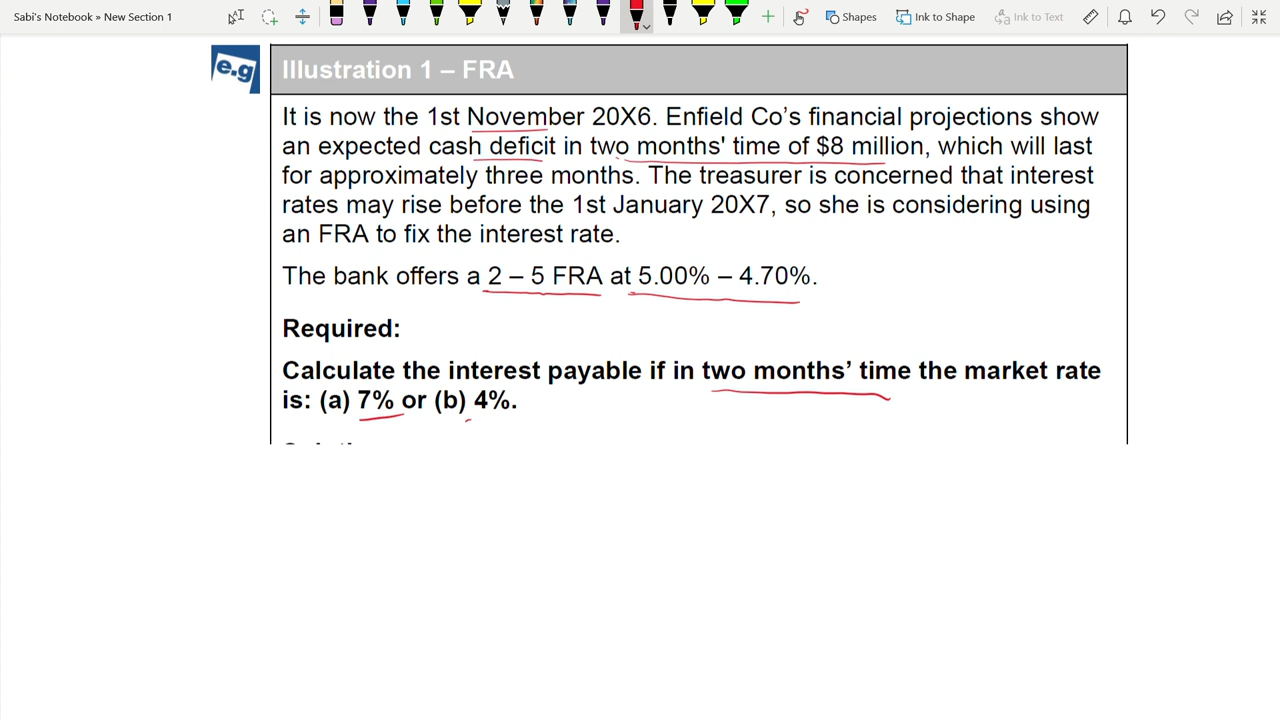 Sabi's Notebook » New Section 1
Shapes
Ink to Shape
Ink to Text
e.g
Illustration 1 – FRA
It is now the 1st November 20X6. Enfield Co's financial projections show
an expected cash deficit in two months' time of $8 million, which will last
for approximately three months. The treasurer is concerned that interest
rates may rise before the 1st January 20X7, so she is considering using
an FRA to fix the interest rate.
The bank offers a 2 – 5 FRA at 5.00% – 4.70%.
Required:
Calculate the interest payable if in two months' time the market rate
is: (a) 7% or (b) 4%.